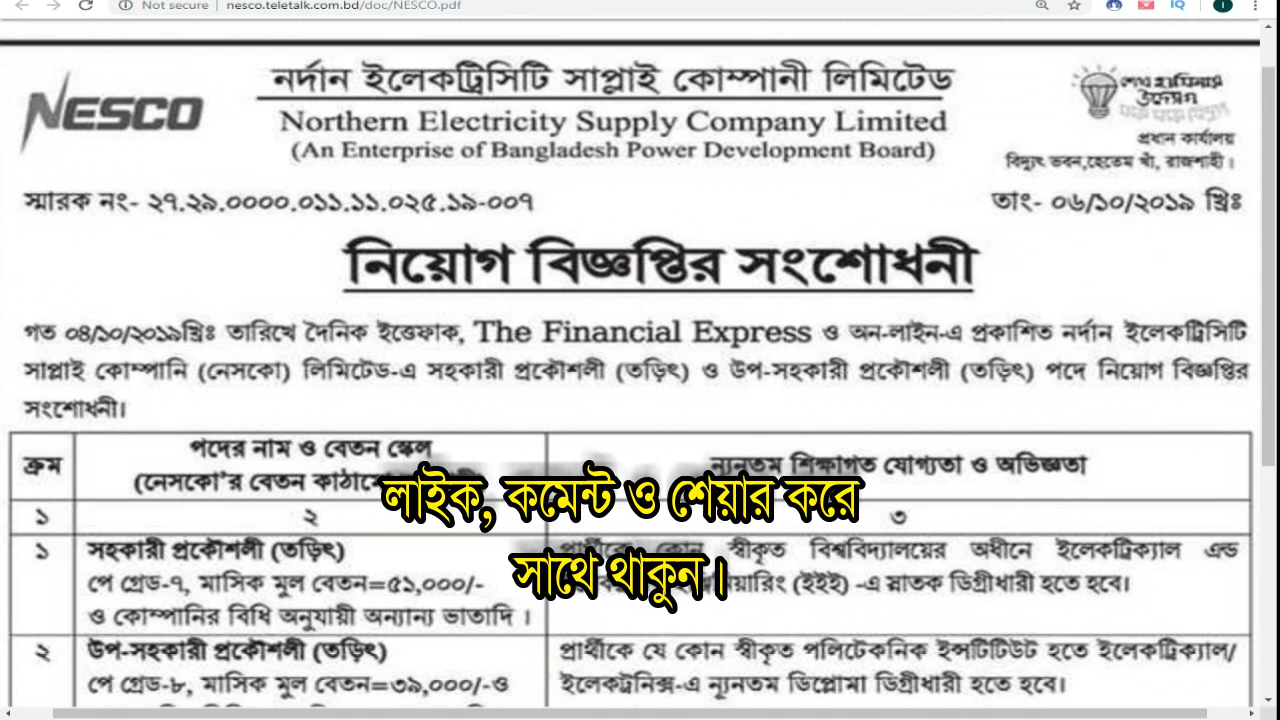 Not secure | nesco.teletalk.com.bd/doc/NESCO.pdf
NESCO
নর্দান ইলেকট্রিসিটি সাপ্লাই কোম্পানী লিমিটেড
Northern Electricity Supply Company Limited
(An Enterprise of Bangladesh Power Development Board)
শেখ হাসিনার
উদ্যোগ
প্রধান কার্যালয়
বিদ্যুৎ ভবন,হেতেম খাঁ, রাজশাহী।
স্মারক নং- ২৭.২৯.০০০০.০১১.১১.০২৫.১৯-০০৭
তাং- ০৬/১০/২০১৯ খ্রিঃ
নিয়োগ বিজ্ঞপ্তির সংশোধনী
গত ০৪/১০/২০১৯খ্রিঃ তারিখে দৈনিক ইত্তেফাক, The Financial Express ও অন-লাইন-এ প্রকাশিত নর্দান ইলেকট্রিসিটি
সাপ্লাই কোম্পানি (নেসকো) লিমিটেড-এ সহকারী প্রকৌশলী (তড়িৎ) ও উপ-সহকারী প্রকৌশলী (তড়িৎ) পদে নিয়োগ বিজ্ঞপ্তির
সংশোধনী।
ক্রম
পদের নাম ও বেতন স্কেল
(নেসকো'র বেতন
ন্যূনতম শিক্ষাগত যোগ্যতা ও অভিজ্ঞতা
লাইক, কমেন্ট ও শেয়ার করে
সাথে থাকুন।
১
২
৩
১
সহকারী প্রকৌশলী (তড়িৎ)
পে গ্রেড-৭, মাসিক মুল বেতন=৫১,০০০/-
ও কোম্পানির বিধি অনুযায়ী অন্যান্য ভাতাদি ।
প্রার্থীকে কোন স্বীকৃত বিশ্ববিদ্যালয়ের অধীনে ইলেকট্রিক্যাল এন্ড
(ইইই) -এ স্নাতক ডিগ্রীধারী হতে হবে।
২
উপ-সহকারী প্রকৌশলী (তড়িৎ)
পে গ্রেড-৮, মাসিক মুল বেতন=৩৯,০০০/-ও
প্রার্থীকে যে কোন স্বীকৃত পলিটেকনিক ইন্সটিটিউট হতে ইলেকট্রিক্যাল/
ইলেকট্রনিক্স-এ ন্যূনতম ডিপ্লোমা ডিগ্রীধারী হতে হবে।